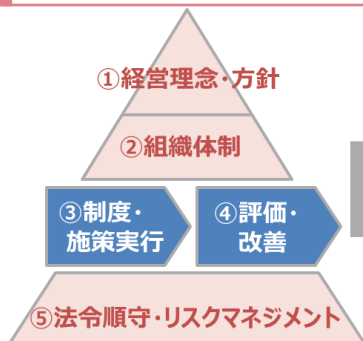 ①経営理念・方針
②組織体制
③制度・
施策実行
④評価・
改善
⑤法令順守・リスクマネジメント